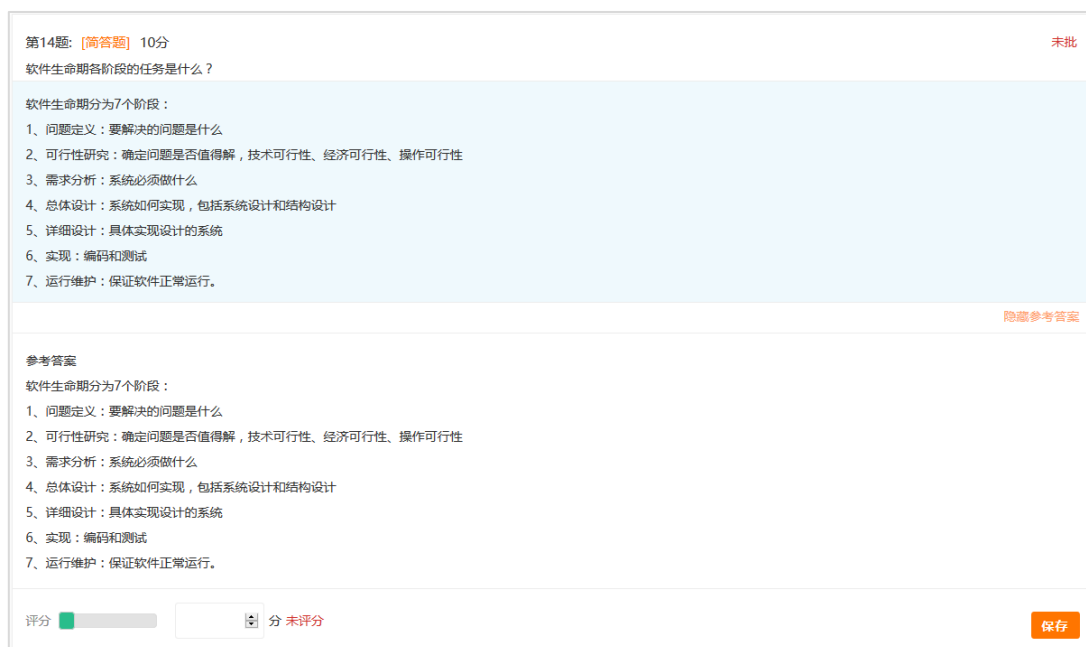 第14题: [简答题] 10分 未批
软件生命期各阶段的任务是什么？
软件生命期分为7个阶段：
1、问题定义：要解决的问题是什么
2、可行性研究：确定问题是否值得解，技术可行性、经济可行性、操作可行性
3、需求分析：系统必须做什么
4、总体设计：系统如何实现，包括系统设计和结构设计
5、详细设计：具体实现设计的系统
6、实现：编码和测试
7、运行维护：保证软件正常运行。
隐藏参考答案
参考答案
软件生命期分为7个阶段：
1、问题定义：要解决的问题是什么
2、可行性研究：确定问题是否值得解，技术可行性、经济可行性、操作可行性
3、需求分析：系统必须做什么
4、总体设计：系统如何实现，包括系统设计和结构设计
5、详细设计：具体实现设计的系统
6、实现：编码和测试
7、运行维护：保证软件正常运行。
评分 分 未评分 保存